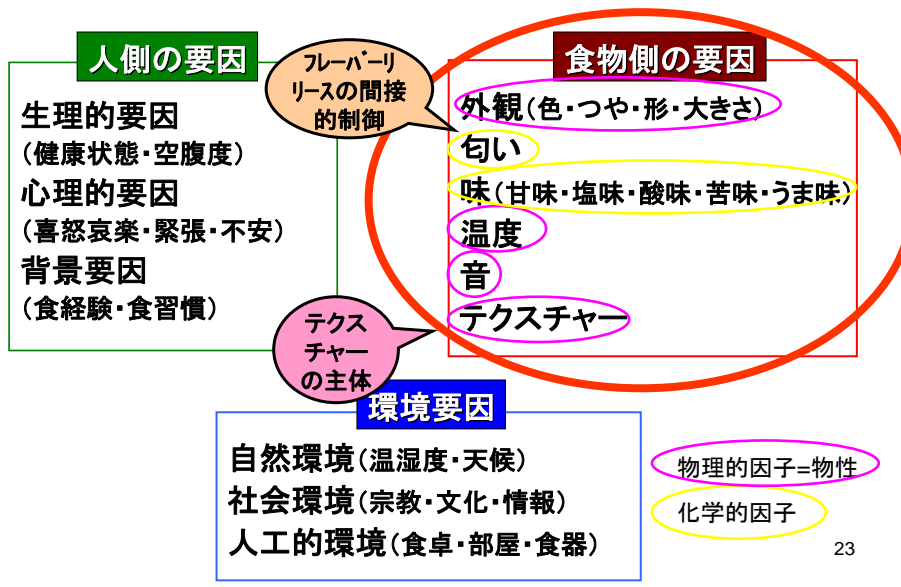 人側の要因
生理的要因
(健康状態・空腹度)
心理的要因
(喜怒哀楽・緊張・不安)
背景要因
(食経験・食習慣)
フレーバーリ
リースの間接
的制御
食物側の要因
外観(色・つや・形・大きさ)
匂い
味(甘味・塩味・酸味・苦味・うま味)
温度
音
テクスチャー
テクス
チャー
の主体
環境要因
自然環境(温湿度・天候)
社会環境(宗教・文化・情報)
人工的環境(食卓・部屋・食器)
物理的因子=物性
化学的因子
23